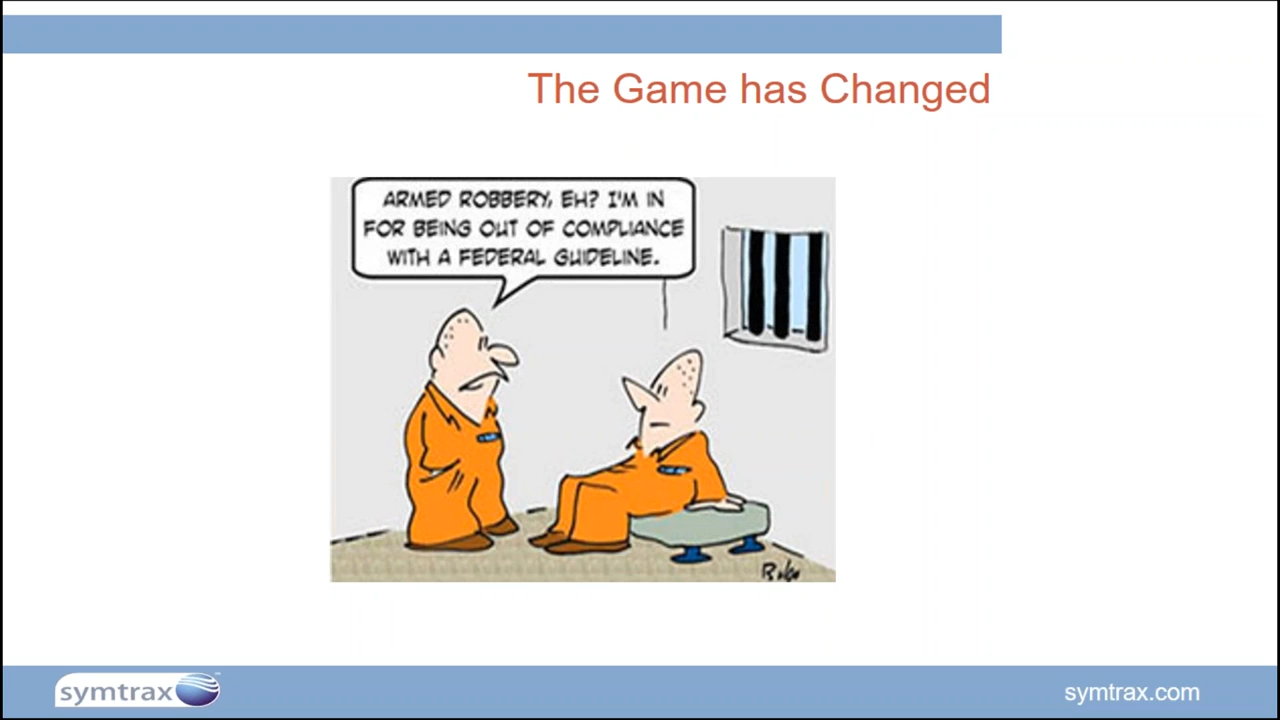 The Game has Changed
ARMED ROBBERY, EH? I'M IN
FOR BEING OUT OF COMPLIANCE
WITH A FEDERAL GUIDELINE.
symtrax
symtrax.com